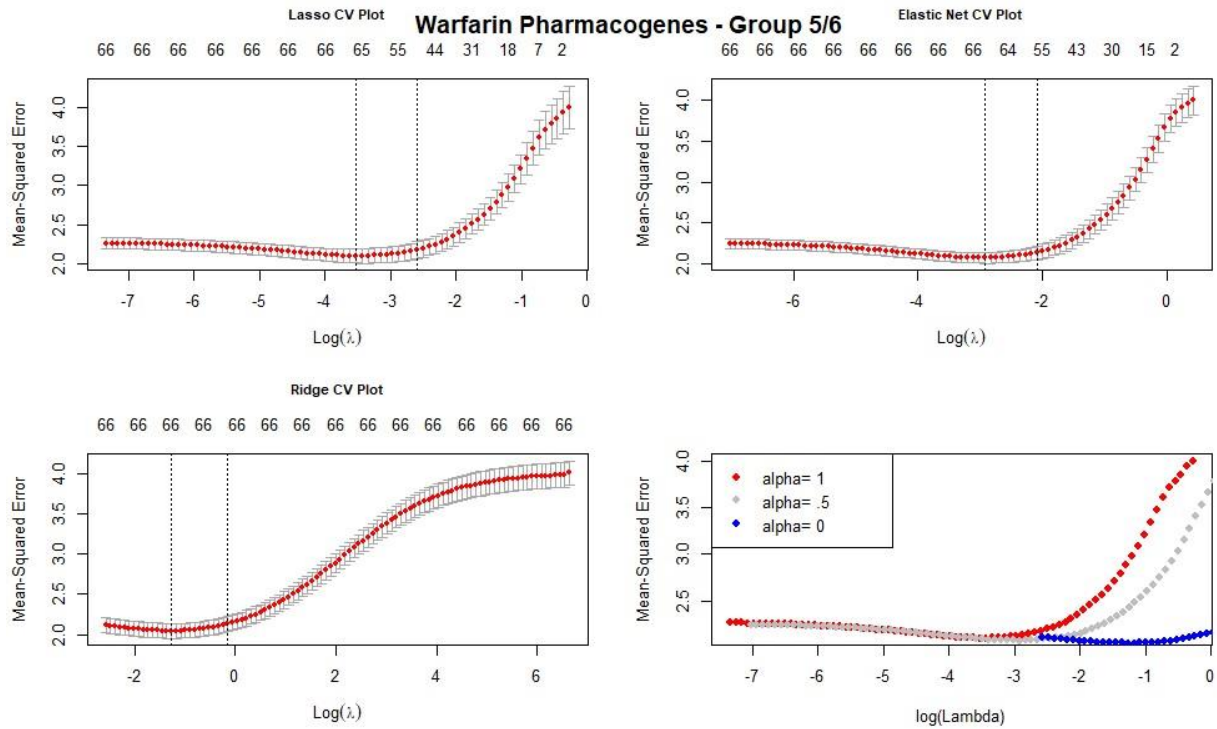 Warfarin Pharmacogenes - Group 5/6
Lasso CV Plot
66 66 66 66 66 66 66 65 55 44 31 18 7 2
Mean-Squared Error
4.0
3.5
3.0
2.5
2.0
-7 -6 -5 -4 -3 -2 -1 0
Log(λ)
Elastic Net CV Plot
66 66 66 66 66 66 66 66 64 55 43 30 15 2
Mean-Squared Error
4.0
3.5
3.0
2.5
2.0
-6 -4 -2 0
Log(λ)
Ridge CV Plot
66 66 66 66 66 66 66 66 66 66 66 66 66 66 66
Mean-Squared Error
4.0
3.5
3.0
2.5
2.0
-2 0 2 4 6
Log(λ)
Mean-Squared Error
4.0
3.5
3.0
2.5
alpha= 1
alpha= .5
alpha= 0
-7 -6 -5 -4 -3 -2 -1 0
log(Lambda)